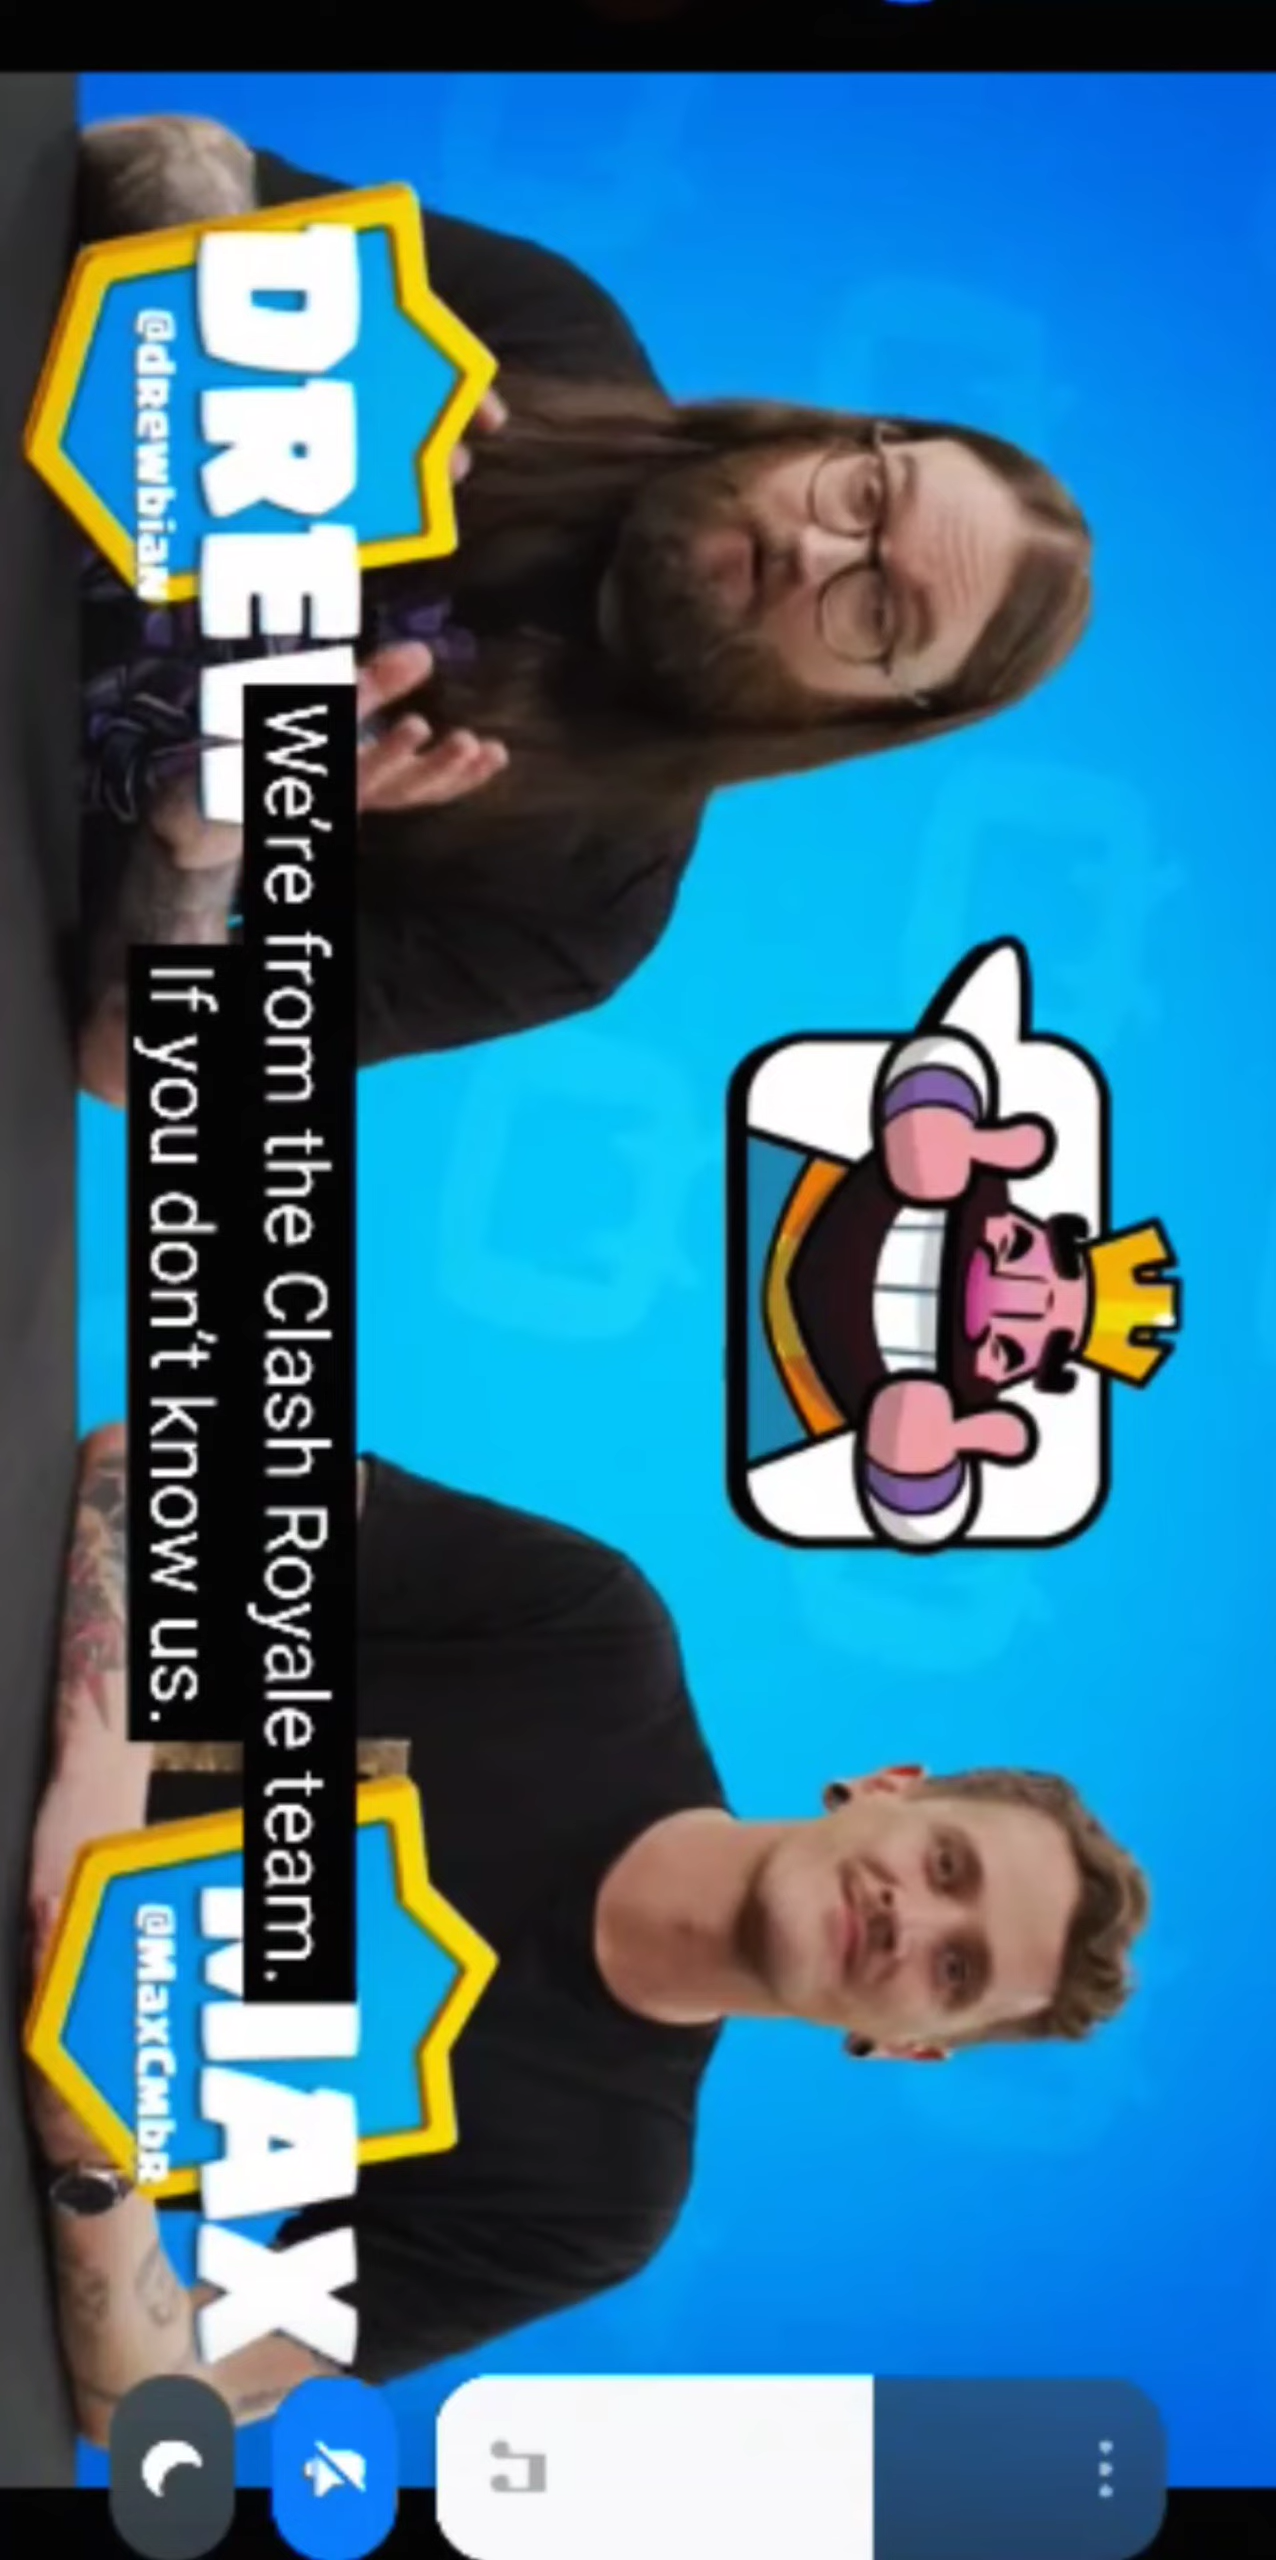 DREW
@dREwbiaN
We're from the Clash Royale team.
If you don't know us.
MAX
@MaxCMbR